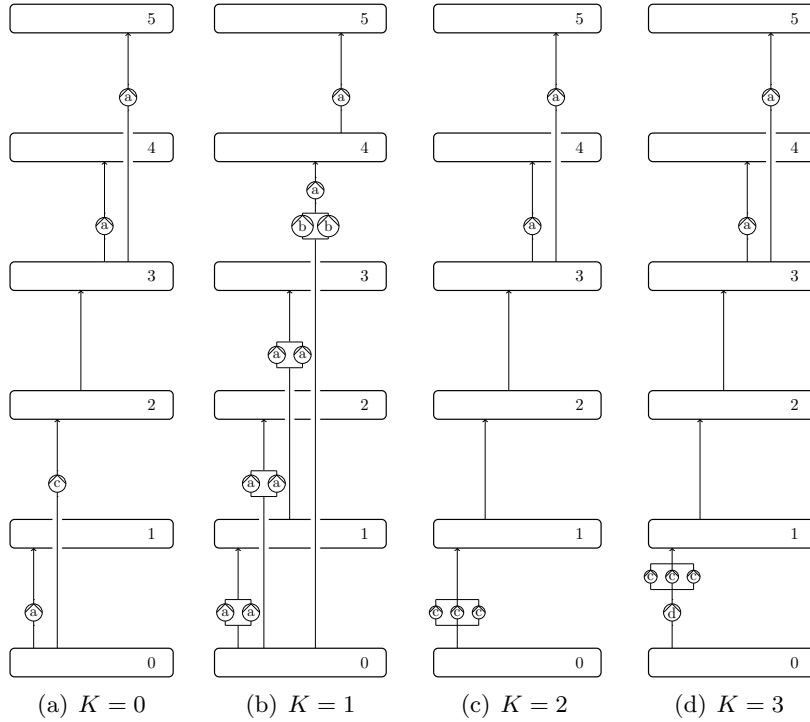 5 5 5 5
a a a a
4 4 4 4
a
a b b a a
3 3 3 3
a a
2 2 2 2
c a a
1 1 1 1
c c c
a a a c c c d
0 0 0 0
(a) K = 0 (b) K = 1 (c) K = 2 (d) K = 3